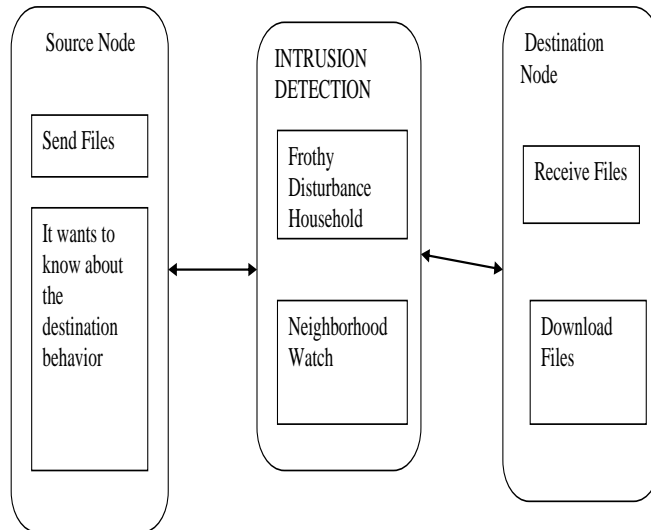 Source Node
Send Files
It wants to
know about
the
destination
behavior
INTRUSION
DETECTION
Frothy
Disturbance
Household
Neighborhood
Watch
Destination
Node
Receive Files
Download
Files